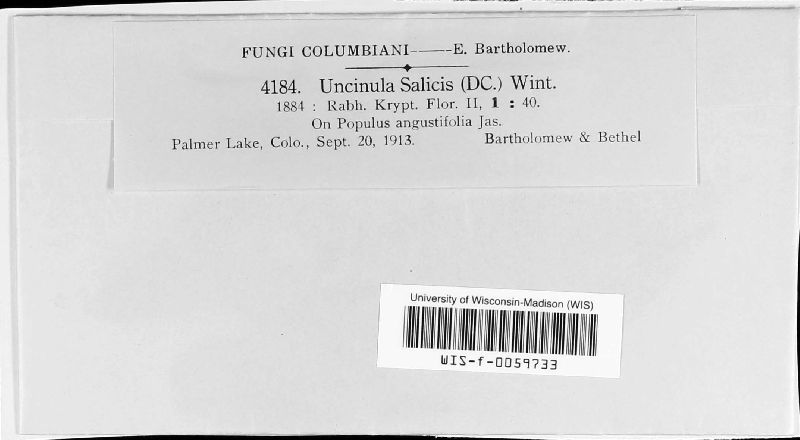 FUNGI COLUMBIANI——E. Bartholomew.
4184. Uncinula Salicis (DC.) Wint.
1884 : Rabh. Krypt. Flor. II, 1 : 40.
On Populus angustifolia Jas.
Palmer Lake, Colo., Sept. 20, 1913. Bartholomew & Bethel
University of Wisconsin-Madison (WIS)
WIS-f-0059733